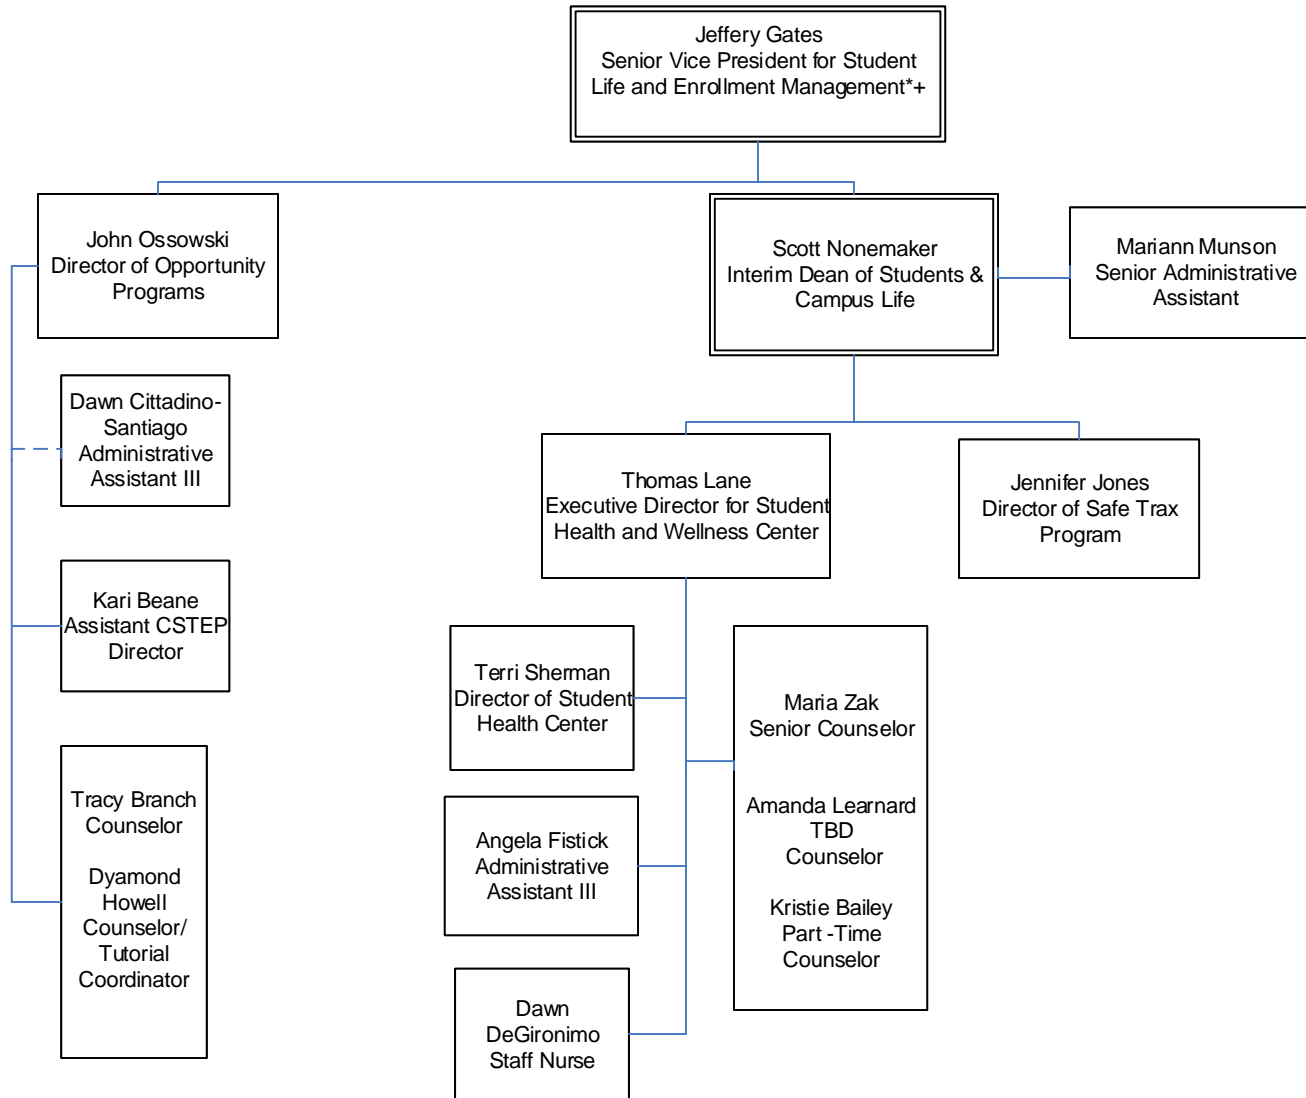 Jeffery Gates
Senior Vice President for Student
Life and Enrollment Management*+
John Ossowski
Director of Opportunity
Programs
Scott Nonemaker
Interim Dean of Students &
Campus Life
Mariann Munson
Senior Administrative
Assistant
Dawn Cittadino-
Santiago
Administrative
Assistant III
Thomas Lane
Executive Director for Student
Health and Wellness Center
Jennifer Jones
Director of Safe Trax
Program
Kari Beane
Assistant CSTEP
Director
Terri Sherman
Director of Student
Health Center
Maria Zak
Senior Counselor
Amanda Learnard
TBD
Counselor
Kristie Bailey
Part -Time
Counselor
Tracy Branch
Counselor
Dyamond
Howell
Counselor/
Tutorial
Coordinator
Angela Fistick
Administrative
Assistant III
Dawn
DeGironimo
Staff Nurse